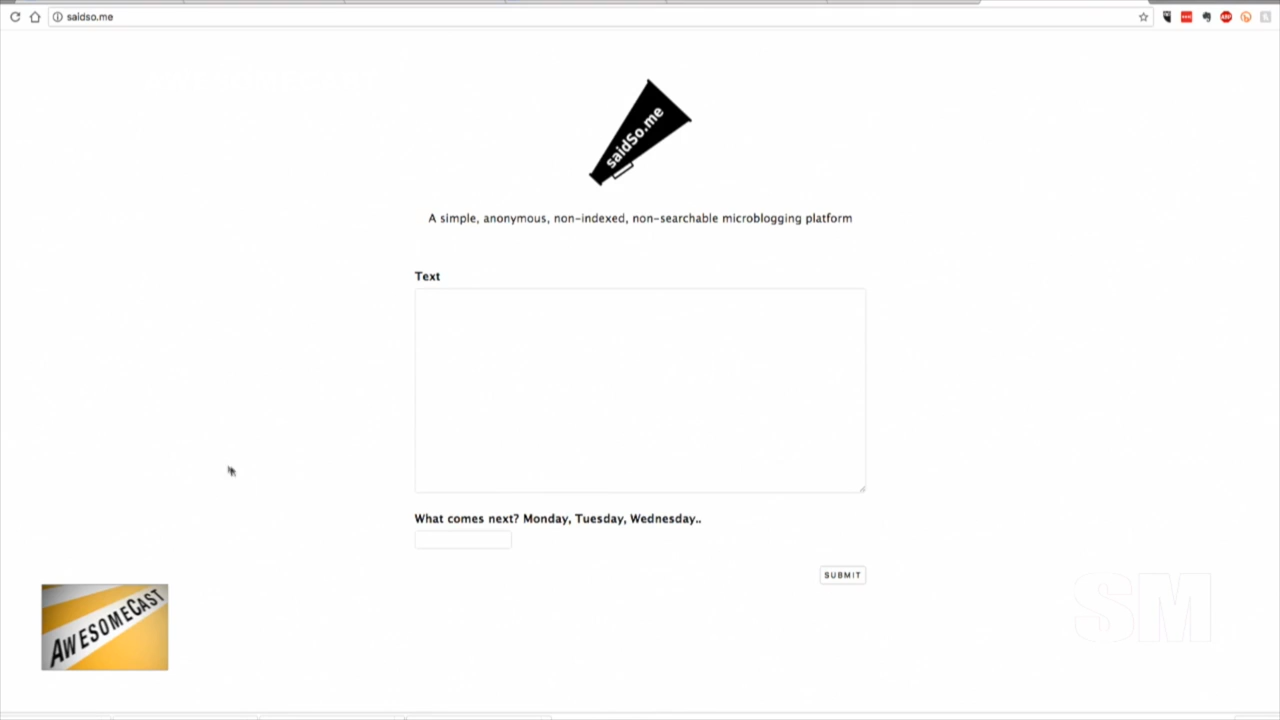 saidso.me
saidSo.me
A simple, anonymous, non-indexed, non-searchable microblogging platform
Text
What comes next? Monday, Tuesday, Wednesday..
SUBMIT
AWESOMECAST
SM